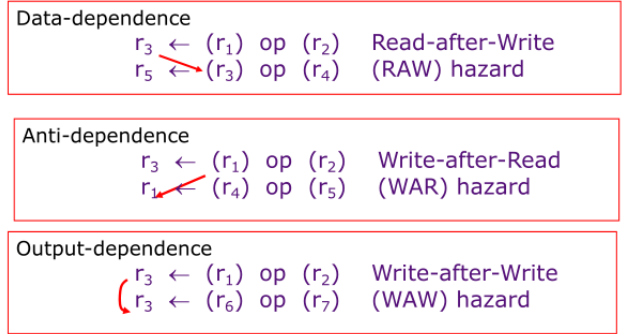 Data-dependence
r₃ ← (r₁) op (r₂) Read-after-Write
r₅ ← (r₃) op (r₄) (RAW) hazard
Anti-dependence
r₃ ← (r₁) op (r₂) Write-after-Read
r₁ ← (r₄) op (r₅) (WAR) hazard
Output-dependence
r₃ ← (r₁) op (r₂) Write-after-Write
r₃ ← (r₆) op (r₇) (WAW) hazard